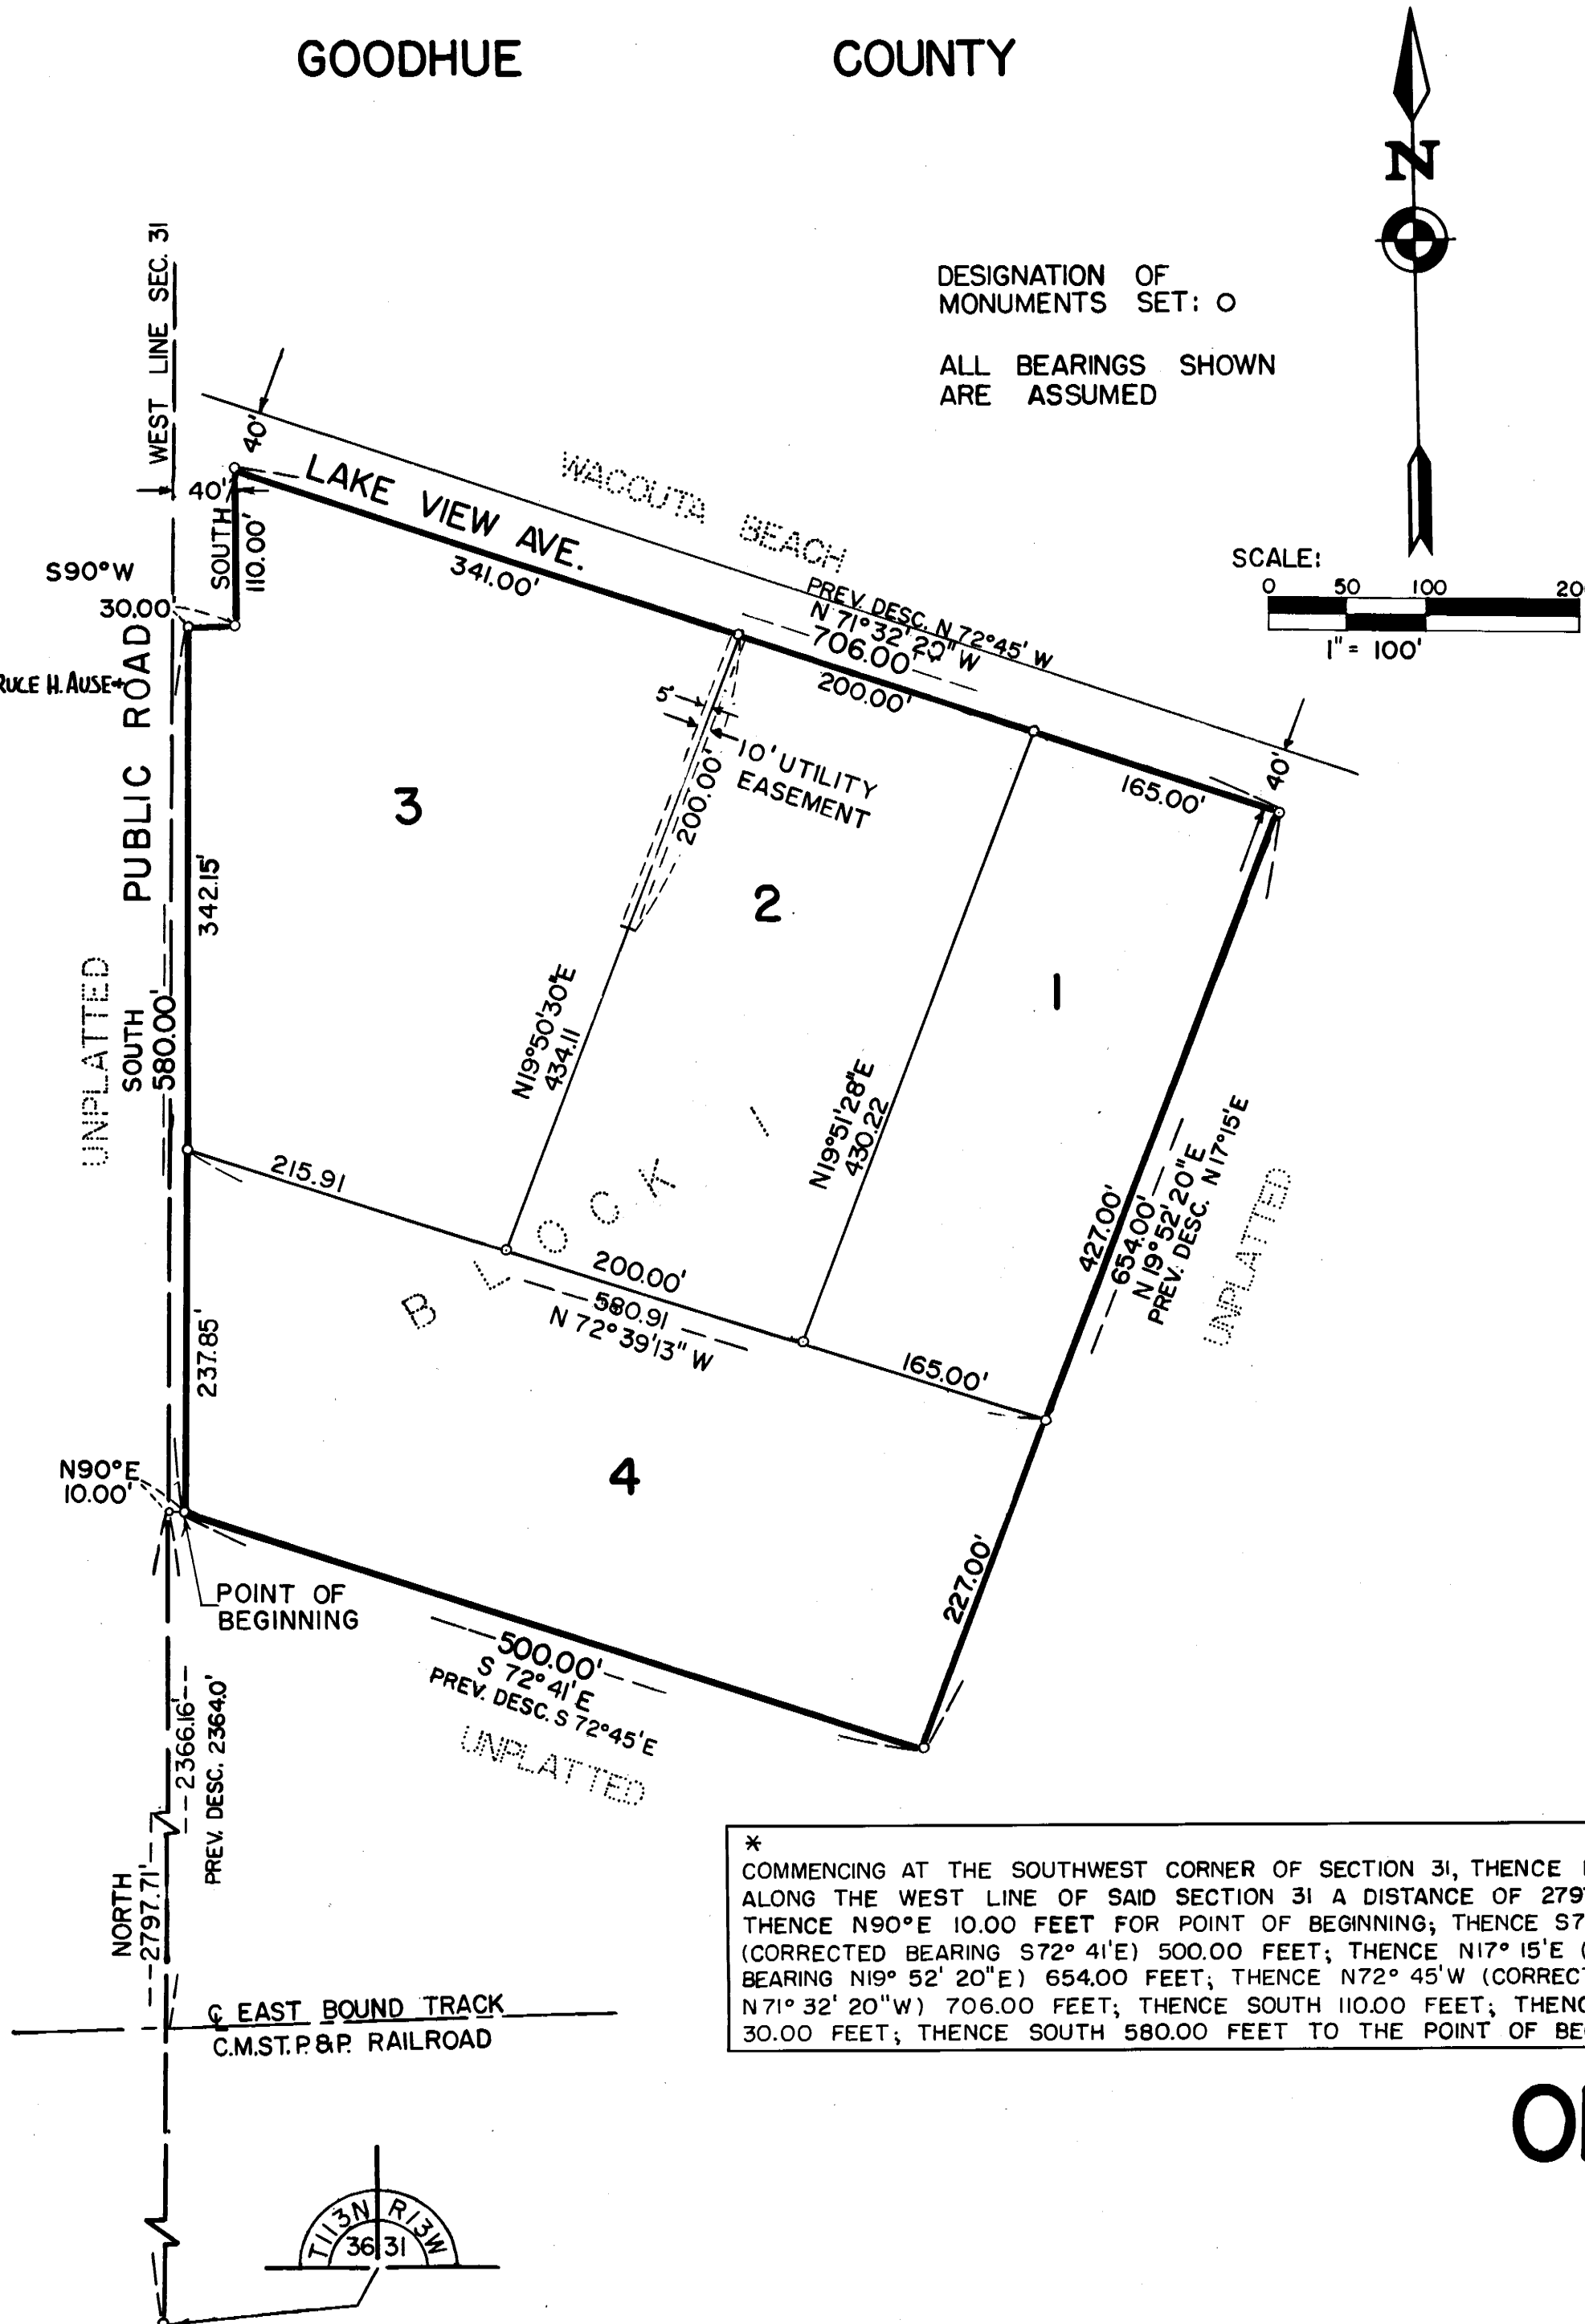 GOODHUE COUNTY
N
DESIGNATION OF
MONUMENTS SET: O
ALL BEARINGS SHOWN
ARE ASSUMED
SCALE:
0 50 100 20
1" = 100'
WEST LINE SEC. 31
40'
40'
LAKE VIEW AVE.
WACOUTA BEACH
SOUTH
110.00'
341.00'
S90°W
30.00'
PREV. DESC. N 72°45' W
N 71°32' 20" W
706.00'
200.00'
RUCE H. AUSE
PUBLIC ROAD
5'
10' UTILITY
EASEMENT
200.00'
165.00'
40'
3
2
1
342.15'
UNPLATTED
SOUTH
580.00'
N19°50'30"E
434.11
N19°51'28"E
430.22
427.00'
654.00'
N 19° 52' 20" E
PREV. DESC. N 17°15'E
UNPLATTED
215.91
BLOCK 1
200.00'
580.91
N 72° 39' 13" W
165.00'
237.85'
4
N90°E
10.00'
227.00'
POINT OF
BEGINNING
500.00'
S 72° 41' E
PREV. DESC. S 72°45'E
UNPLATTED
2366.16'
PREV. DESC. 2364.0'
NORTH
2797.71'
℄ EAST BOUND TRACK
C.M.ST.P.&P. RAILROAD
*
COMMENCING AT THE SOUTHWEST CORNER OF SECTION 31, THENCE
ALONG THE WEST LINE OF SAID SECTION 31 A DISTANCE OF 279
THENCE N90°E 10.00 FEET FOR POINT OF BEGINNING; THENCE S7
(CORRECTED BEARING S72° 41'E) 500.00 FEET; THENCE N17° 15'E (
BEARING N19° 52' 20"E) 654.00 FEET; THENCE N72° 45'W (CORRECT
N71° 32' 20"W) 706.00 FEET; THENCE SOUTH 110.00 FEET; THENC
30.00 FEET; THENCE SOUTH 580.00 FEET TO THE POINT OF BE
T113N R13W
36 31